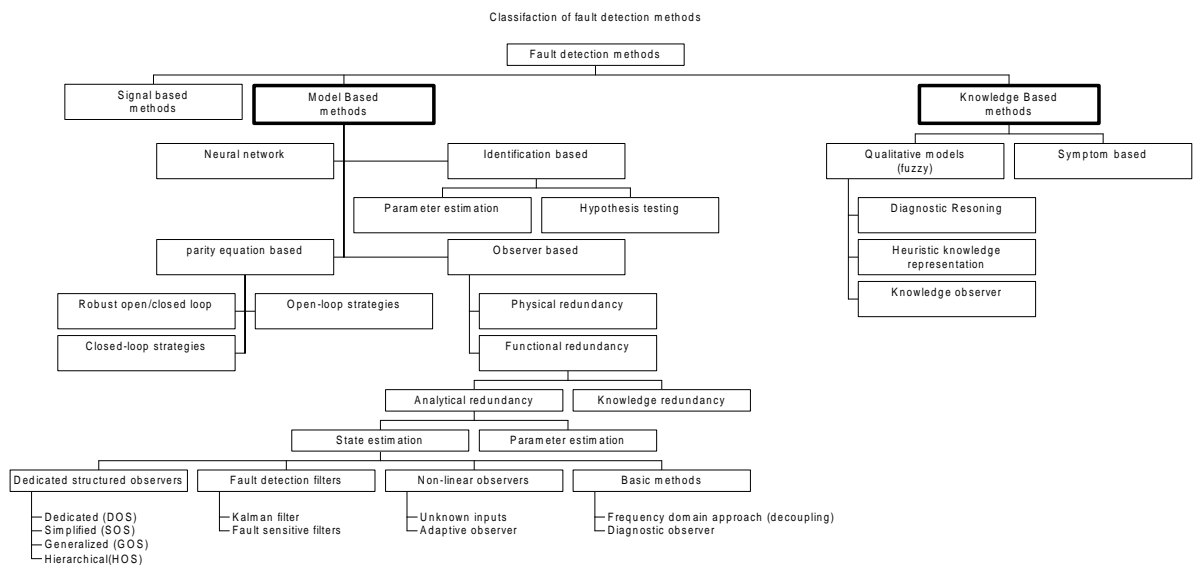 Classifaction of fault detection methods
Fault detection methods
Signal based
methods
Model Based
methods
Knowledge Based
methods
Neural network
Identification based
Qualitative models
(fuzzy)
Symptom based
Parameter estimation
Hypothesis testing
Diagnostic Resoning
parity equation based
Observer based
Heuristic knowledge
representation
Robust open/closed loop
Open-loop strategies
Physical redundancy
Knowledge observer
Closed-loop strategies
Functional redundancy
Analytical redundancy
Knowledge redundancy
State estimation
Parameter estimation
Dedicated structured observers
Fault detection filters
Non-linear observers
Basic methods
Dedicated (DOS)
Simplified (SOS)
Generalized (GOS)
Hierarchical(HOS)
Kalman filter
Fault sensitive filters
Unknown inputs
Adaptive observer
Frequency domain approach (decoupling)
Diagnostic observer